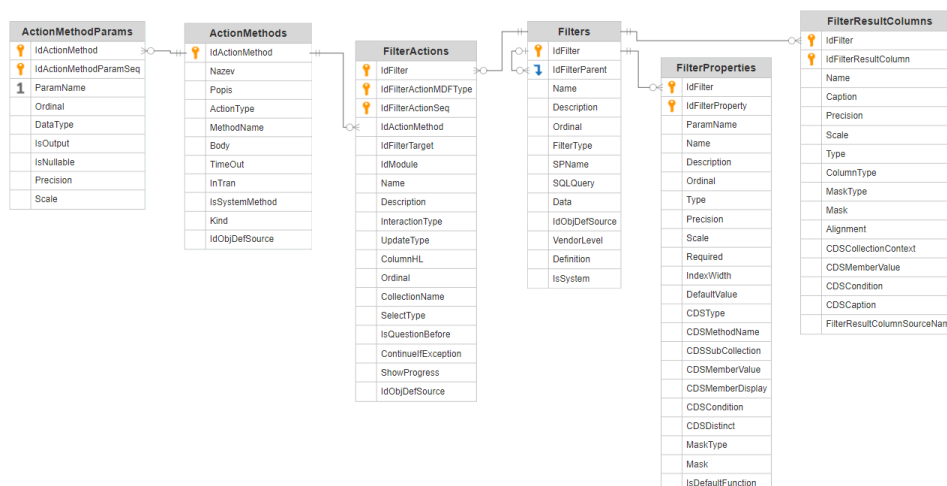 ActionMethodParams
IdActionMethod
IdActionMethodParamSeq
1 ParamName
Ordinal
DataType
IsOutput
IsNullable
Precision
Scale
ActionMethods
IdActionMethod
Nazev
Popis
ActionType
MethodName
Body
TimeOut
InTran
IsSystemMethod
Kind
IdObjDefSource
FilterActions
IdFilter
IdFilterActionMDFType
IdFilterActionSeq
IdActionMethod
IdFilterTarget
IdModule
Name
Description
InteractionType
UpdateType
ColumnHL
Ordinal
CollectionName
SelectType
IsQuestionBefore
ContinueIfException
ShowProgress
IdObjDefSource
Filters
IdFilter
IdFilterParent
Name
Description
Ordinal
FilterType
SPName
SQLQuery
Data
IdObjDefSource
VendorLevel
Definition
IsSystem
FilterProperties
IdFilter
IdFilterProperty
ParamName
Name
Description
Ordinal
Type
Precision
Scale
Required
IndexWidth
DefaultValue
CDSType
CDSMethodName
CDSSubCollection
CDSMemberValue
CDSMemberDisplay
CDSCondition
CDSDistinct
MaskType
Mask
IsDefaultFunction
FilterResultColumns
IdFilter
IdFilterResultColumn
Name
Caption
Precision
Scale
Type
ColumnType
MaskType
Mask
Alignment
CDSCollectionContext
CDSMemberValue
CDSCondition
CDSCaption
FilterResultColumnSourceNam